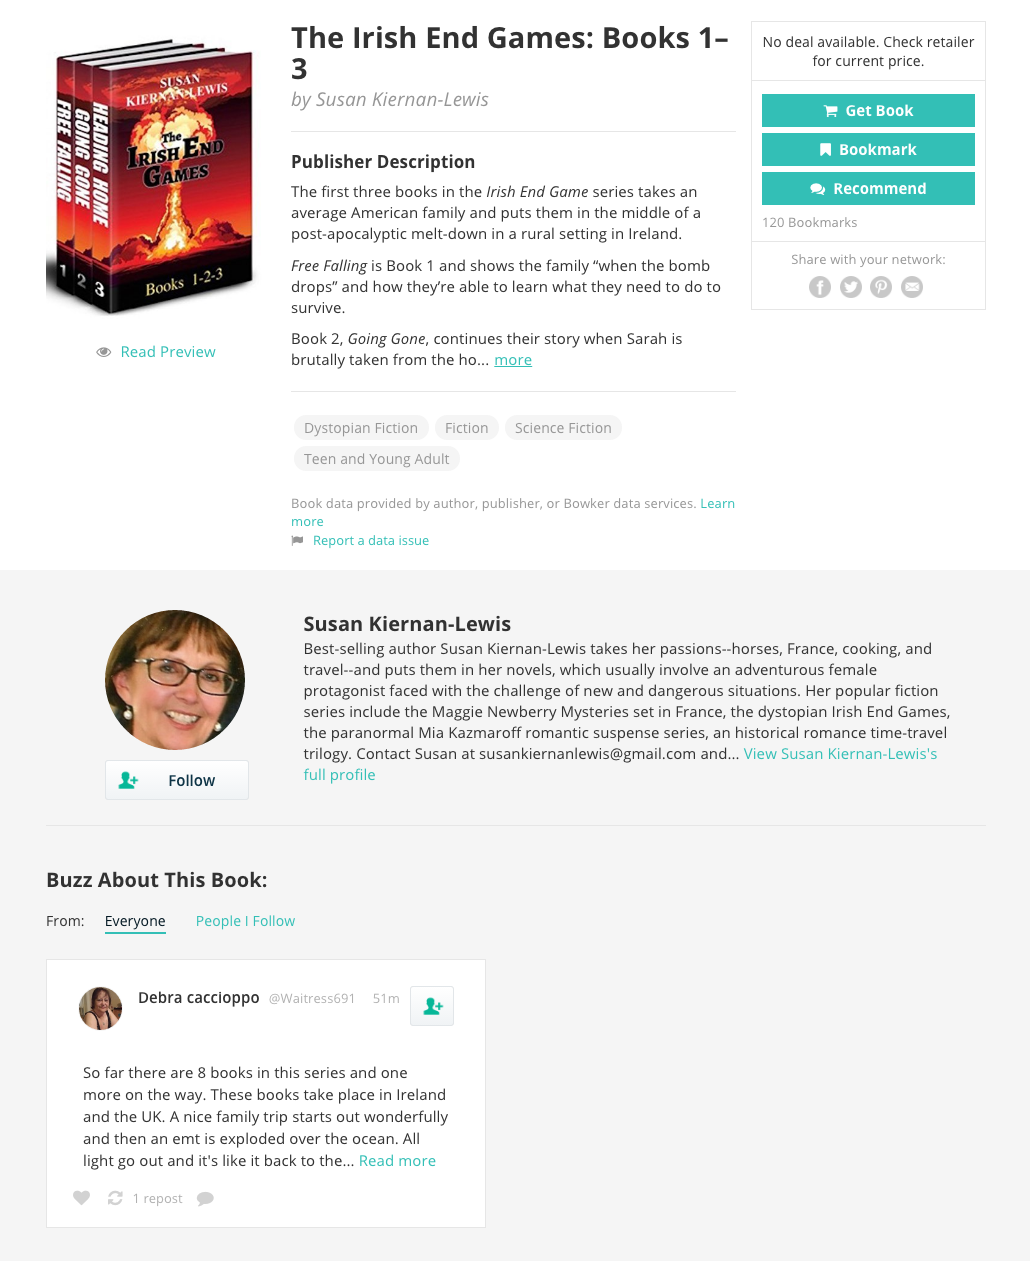 SUSAN
KIERNAN-LEWIS
The
IRISH END
GAMES
Books 1-2-3
FREE FALLING
1
GOING GONE
2
HEADING HOME
3
Read Preview
The Irish End Games: Books 1–
3
by Susan Kiernan-Lewis
Publisher Description
The first three books in the Irish End Game series takes an
average American family and puts them in the middle of a
post-apocalyptic melt-down in a rural setting in Ireland.
Free Falling is Book 1 and shows the family “when the bomb
drops” and how they’re able to learn what they need to do to
survive.
Book 2, Going Gone, continues their story when Sarah is
brutally taken from the ho... more
Dystopian Fiction Fiction Science Fiction
Teen and Young Adult
Book data provided by author, publisher, or Bowker data services. Learn
more
Report a data issue
No deal available. Check retailer
for current price.
Get Book
Bookmark
Recommend
120 Bookmarks
Share with your network:
Susan Kiernan-Lewis
Best-selling author Susan Kiernan-Lewis takes her passions--horses, France, cooking, and
travel--and puts them in her novels, which usually involve an adventurous female
protagonist faced with the challenge of new and dangerous situations. Her popular fiction
series include the Maggie Newberry Mysteries set in France, the dystopian Irish End Games,
the paranormal Mia Kazmaroff romantic suspense series, an historical romance time-travel
trilogy. Contact Susan at susankiernanlewis@gmail.com and... View Susan Kiernan-Lewis's
full profile
Follow
Buzz About This Book:
From: Everyone People I Follow
Debra caccioppo @Waitress691 51m
So far there are 8 books in this series and one
more on the way. These books take place in Ireland
and the UK. A nice family trip starts out wonderfully
and then an emt is exploded over the ocean. All
light go out and it's like it back to the... Read more
1 repost